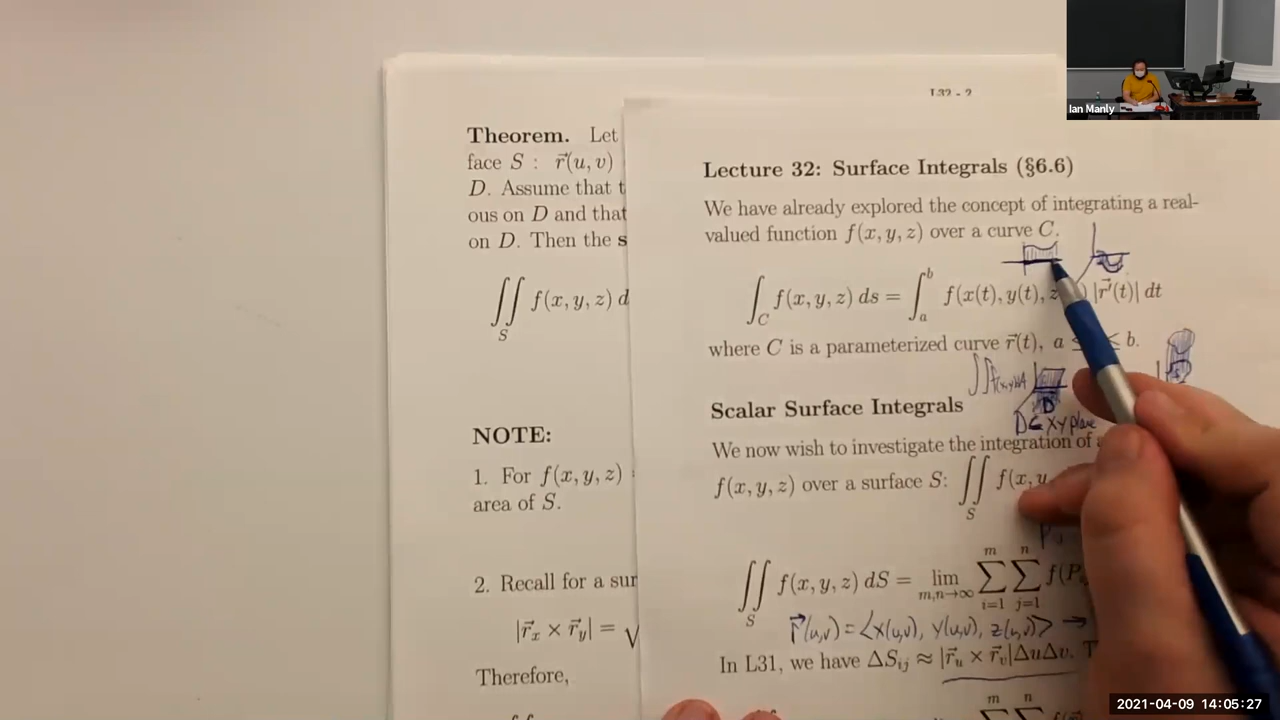 L32 - 2
Ian Manly
Theorem. Let
face S : r⃗(u, v)
D. Assume that t
ous on D and that
on D. Then the s
∬_S f(x, y, z) d
NOTE:
1. For f(x, y, z)
area of S.
2. Recall for a sur
|r⃗_x × r⃗_y| = √
Therefore,
Lecture 32: Surface Integrals (§6.6)
We have already explored the concept of integrating a real-
valued function f(x, y, z) over a curve C.
∫_C f(x, y, z) ds = ∫_a^b f(x(t), y(t), z ) |r⃗'(t)| dt
where C is a parameterized curve r⃗(t), a ≤ ≤ b.
∬f(x,y)dA
D
D
D⊂ xy plane
Scalar Surface Integrals
We now wish to investigate the integration of
f(x, y, z) over a surface S: ∬_S f(x, y
∬_S f(x, y, z) dS = lim_{m,n→∞} ∑_{i=1}^m ∑_{j=1}^n f(P
r⃗(u,v) = ⟨x(u,v), y(u,v), z(u,v)⟩ →
In L31, we have ΔS_ij ≈ |r⃗_u × r⃗_v|ΔuΔv. T
m n
2021-04-09 14:05:27